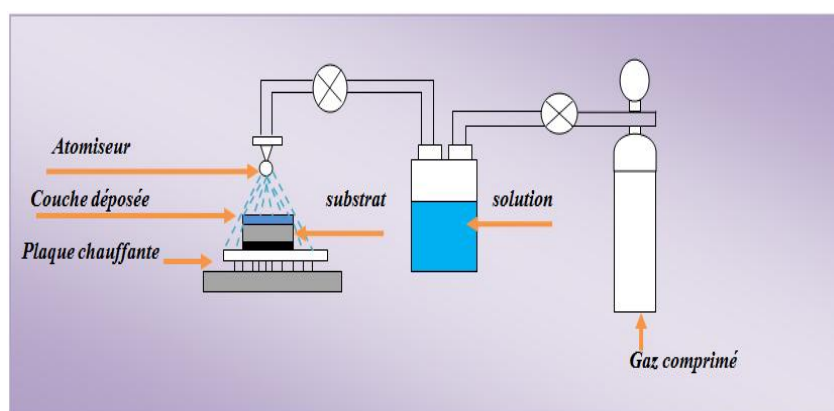 Atomiseur
Couche déposée
substrat
solution
Plaque chauffante
Gaz comprimé